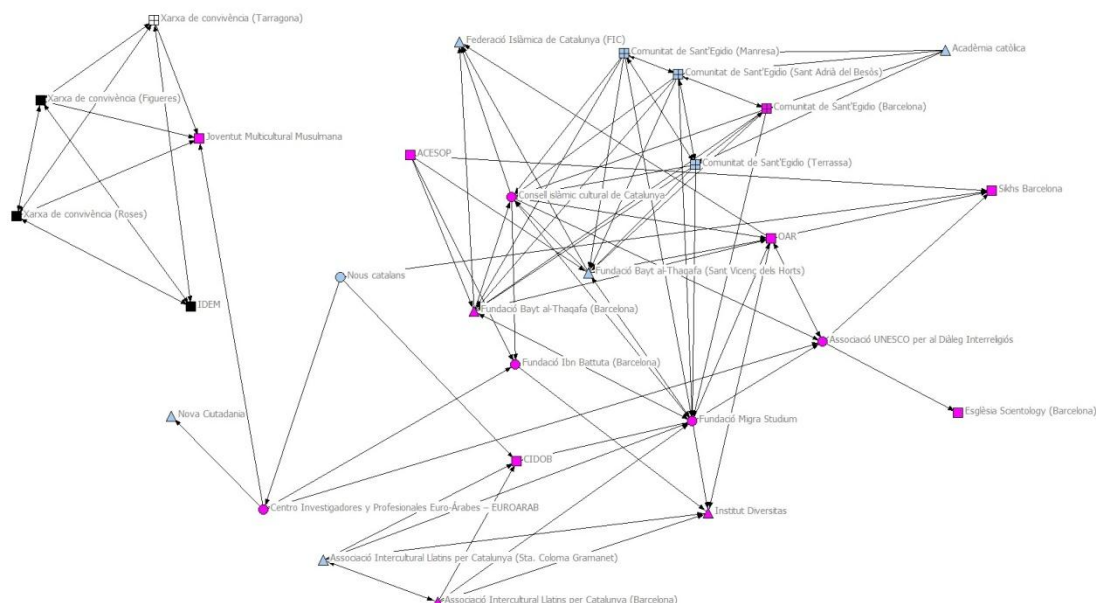 Xarxa de convivència (Tarragona)
Federació Islàmica de Catalunya (FIC)
Comunitat de Sant'Egidio (Manresa)
Acadèmia catòlica
Comunitat de Sant'Egidio (Sant Adrià del Besòs)
Xarxa de convivència (Figueres)
Comunitat de Sant'Egidio (Barcelona)
Joventut Multicultural Musulmana
ACESOP
Comunitat de Sant'Egidio (Terrassa)
Sikhs Barcelona
Consell islàmic cultural de Catalunya
Xarxa de convivència (Roses)
OAR
Fundació Bayt al-Thaqafa (Sant Vicenç dels Horts)
Nous catalans
IDEM
Fundació Bayt al-Thaqafa (Barcelona)
Associació UNESCO per al Diàleg Interreligiós
Fundació Ibn Battuta (Barcelona)
Nova Ciutadania
Esglèsia Scientology (Barcelona)
Fundació Migra Studium
CIDOB
Centro Investigadores y Profesionales Euro-Árabes – EUROARAB
Institut Diversitas
Associació Intercultural Llatins per Catalunya (Sta. Coloma Gramanet)
Associació Intercultural Llatins per Catalunya (Barcelona)